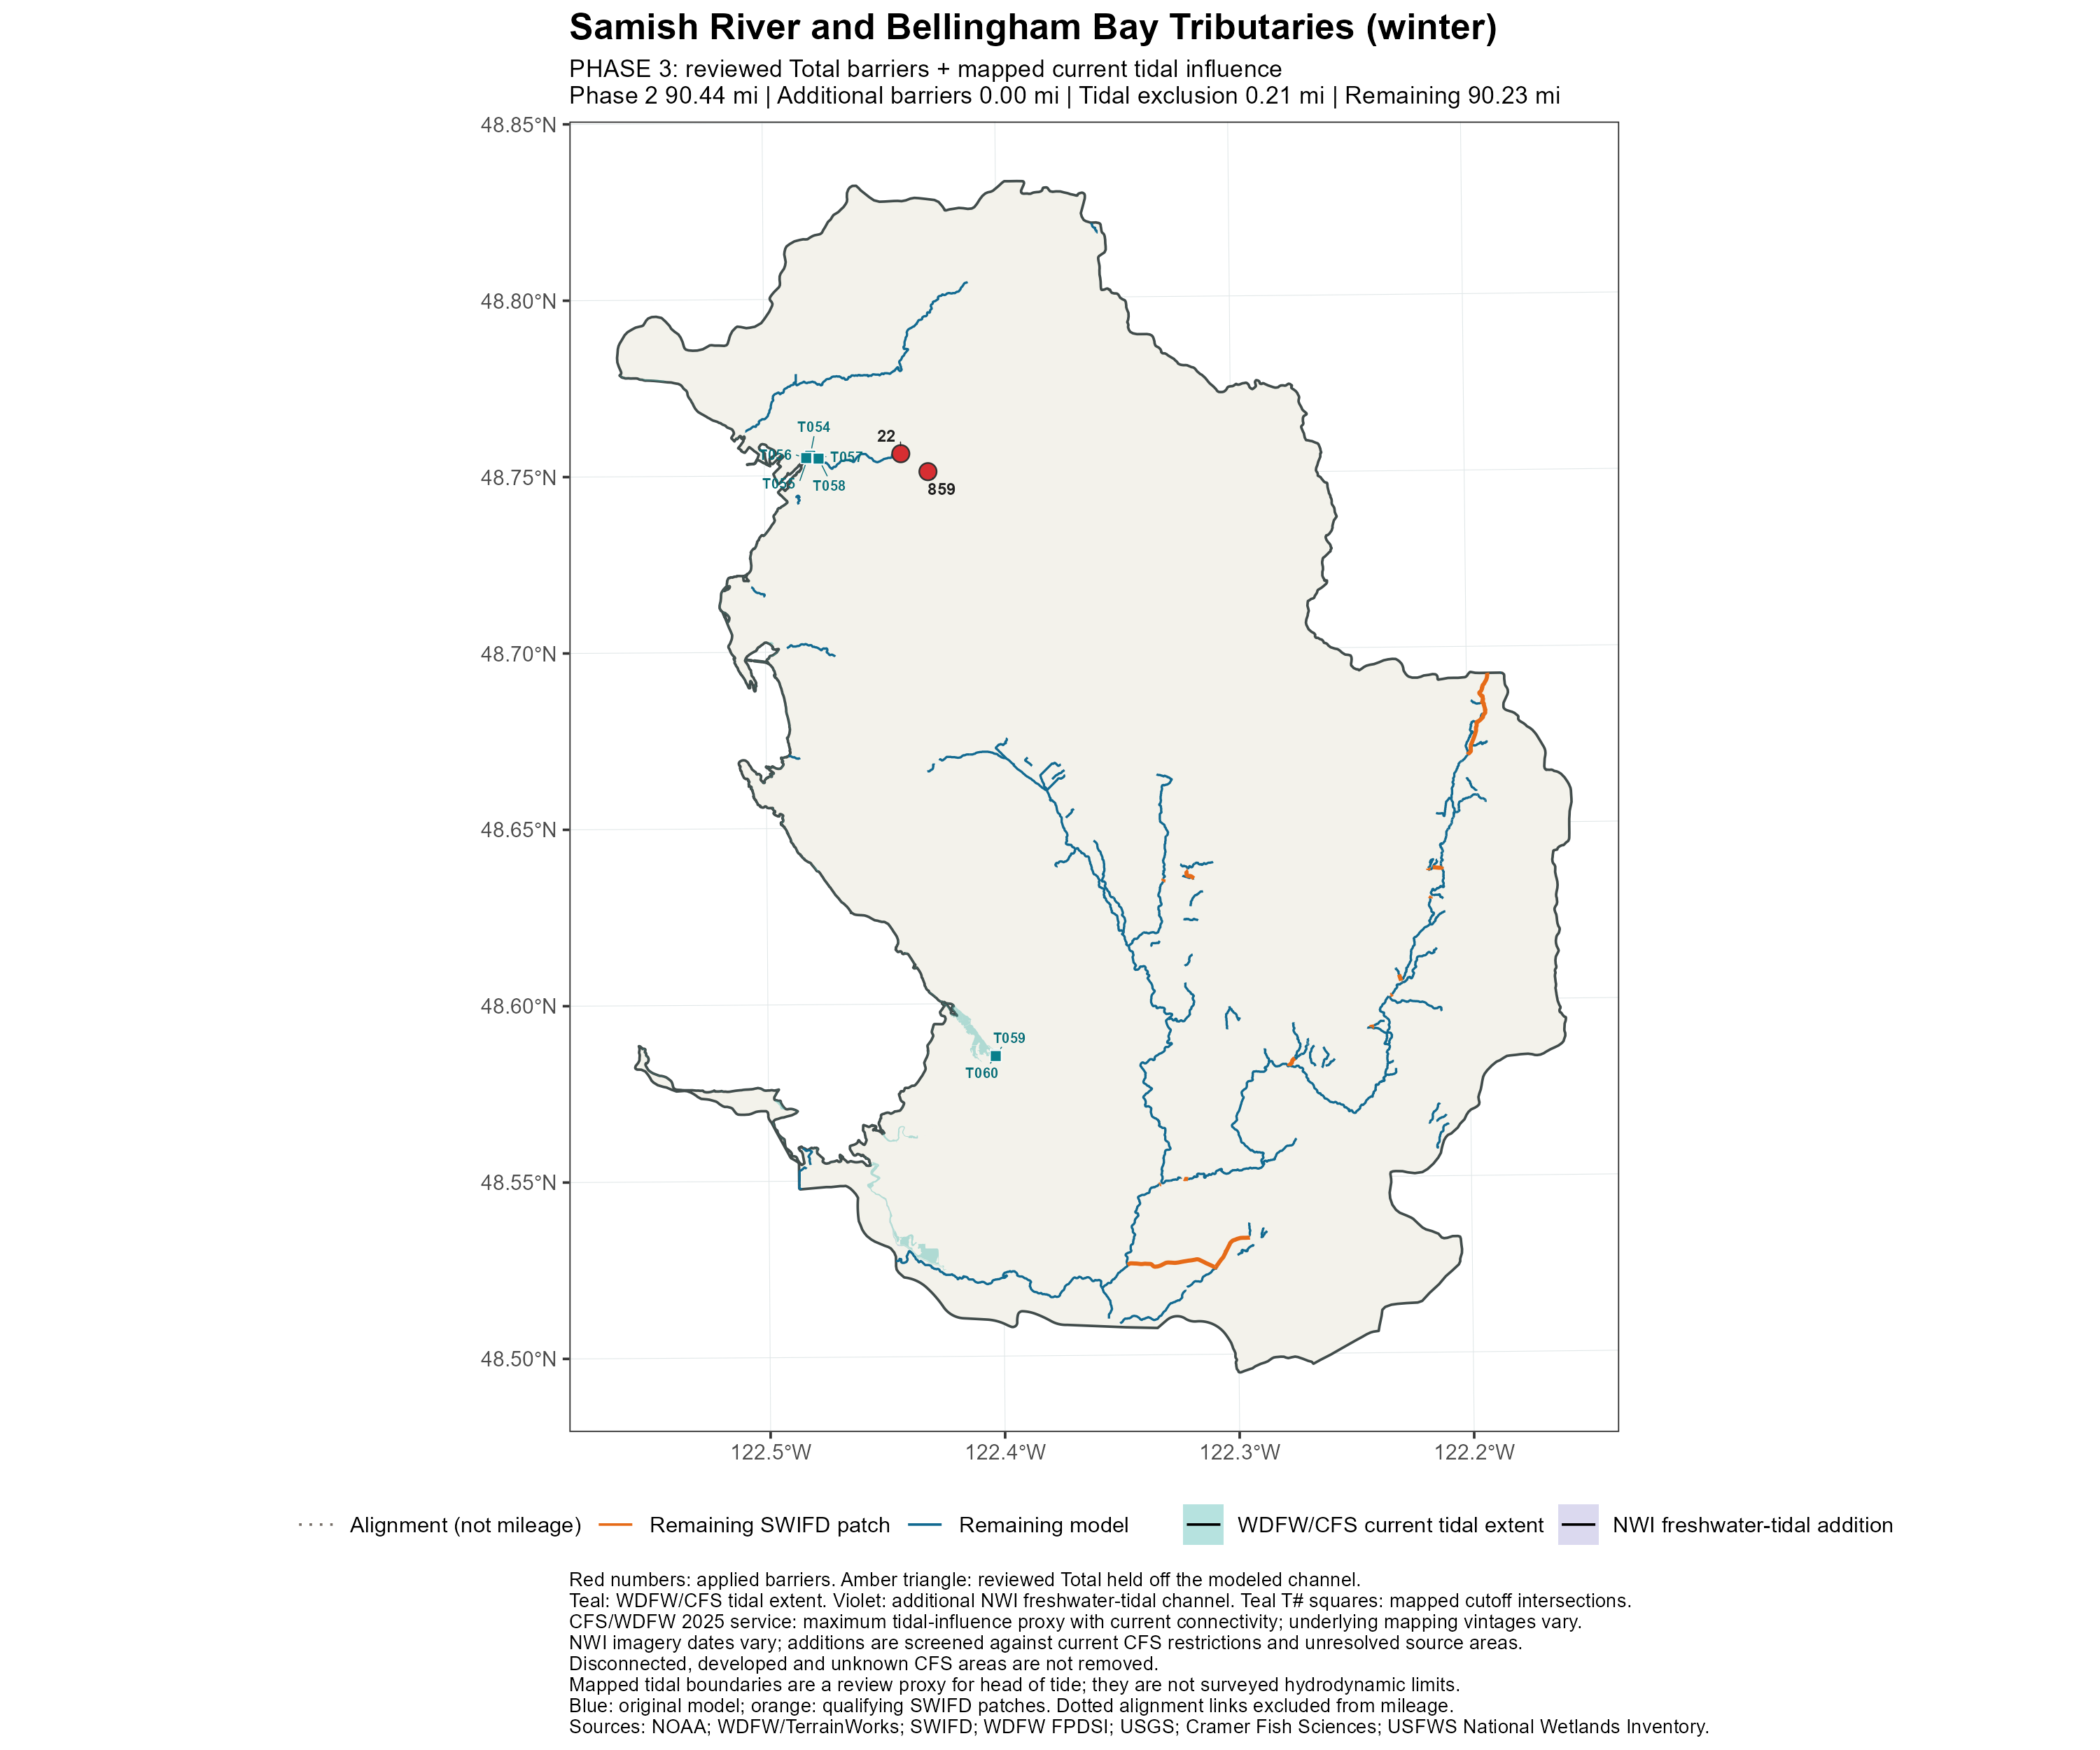 Samish River and Bellingham Bay Tributaries (winter)
PHASE 3: reviewed Total barriers + mapped current tidal influence
Phase 2 90.44 mi | Additional barriers 0.00 mi | Tidal exclusion 0.21 mi | Remaining 90.23 mi
48.85°N
48.80°N
48.75°N
48.70°N
48.65°N
48.60°N
48.55°N
48.50°N
T054
22
T056
T057
T055
T058
859
T059
T060
122.5°W
122.4°W
122.3°W
122.2°W
Alignment (not mileage)
Remaining SWIFD patch
Remaining model
WDFW/CFS current tidal extent
NWI freshwater-tidal addition
Red numbers: applied barriers. Amber triangle: reviewed Total held off the modeled channel.
Teal: WDFW/CFS tidal extent. Violet: additional NWI freshwater-tidal channel. Teal T# squares: mapped cutoff intersections.
CFS/WDFW 2025 service: maximum tidal-influence proxy with current connectivity; underlying mapping vintages vary.
NWI imagery dates vary; additions are screened against current CFS restrictions and unresolved source areas.
Disconnected, developed and unknown CFS areas are not removed.
Mapped tidal boundaries are a review proxy for head of tide; they are not surveyed hydrodynamic limits.
Blue: original model; orange: qualifying SWIFD patches. Dotted alignment links excluded from mileage.
Sources: NOAA; WDFW/TerrainWorks; SWIFD; WDFW FPDSI; USGS; Cramer Fish Sciences; USFWS National Wetlands Inventory.